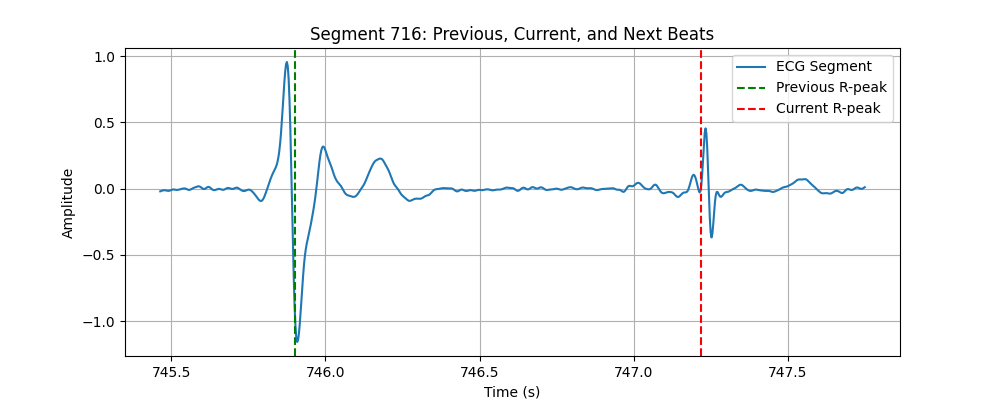 Segment 716: Previous, Current, and Next Beats
ECG Segment
Previous R-peak
Current R-peak
1.0
0.5
0.0
−0.5
−1.0
Amplitude
745.5 746.0 746.5 747.0 747.5
Time (s)